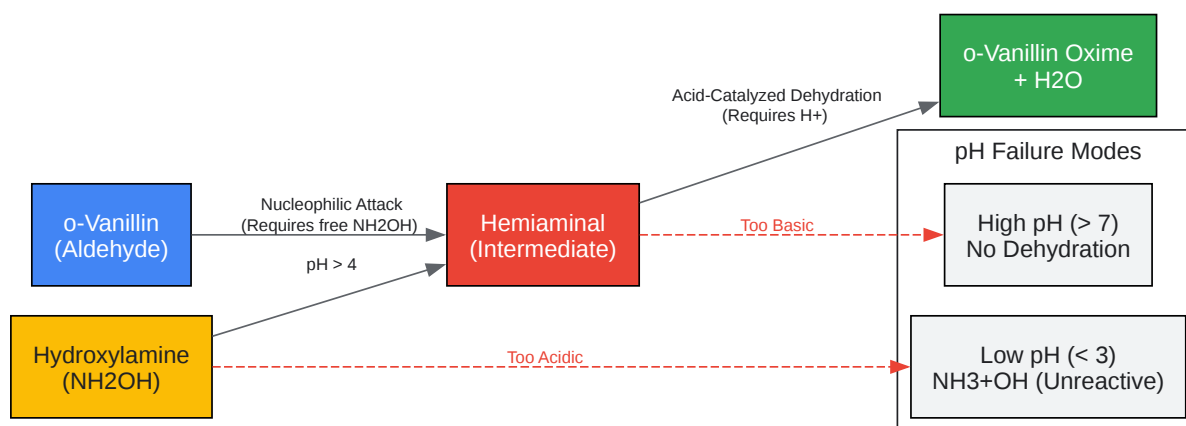 o-Vanillin Oxime
+ H2O
Acid-Catalyzed Dehydration
(Requires H+)
pH Failure Modes
o-Vanillin
(Aldehyde)
Nucleophilic Attack
(Requires free NH2OH)
pH > 4
Hemiaminal
(Intermediate)
Too Basic
High pH (> 7)
No Dehydration
Hydroxylamine
(NH2OH)
Too Acidic
Low pH (< 3)
NH3+OH (Unreactive)